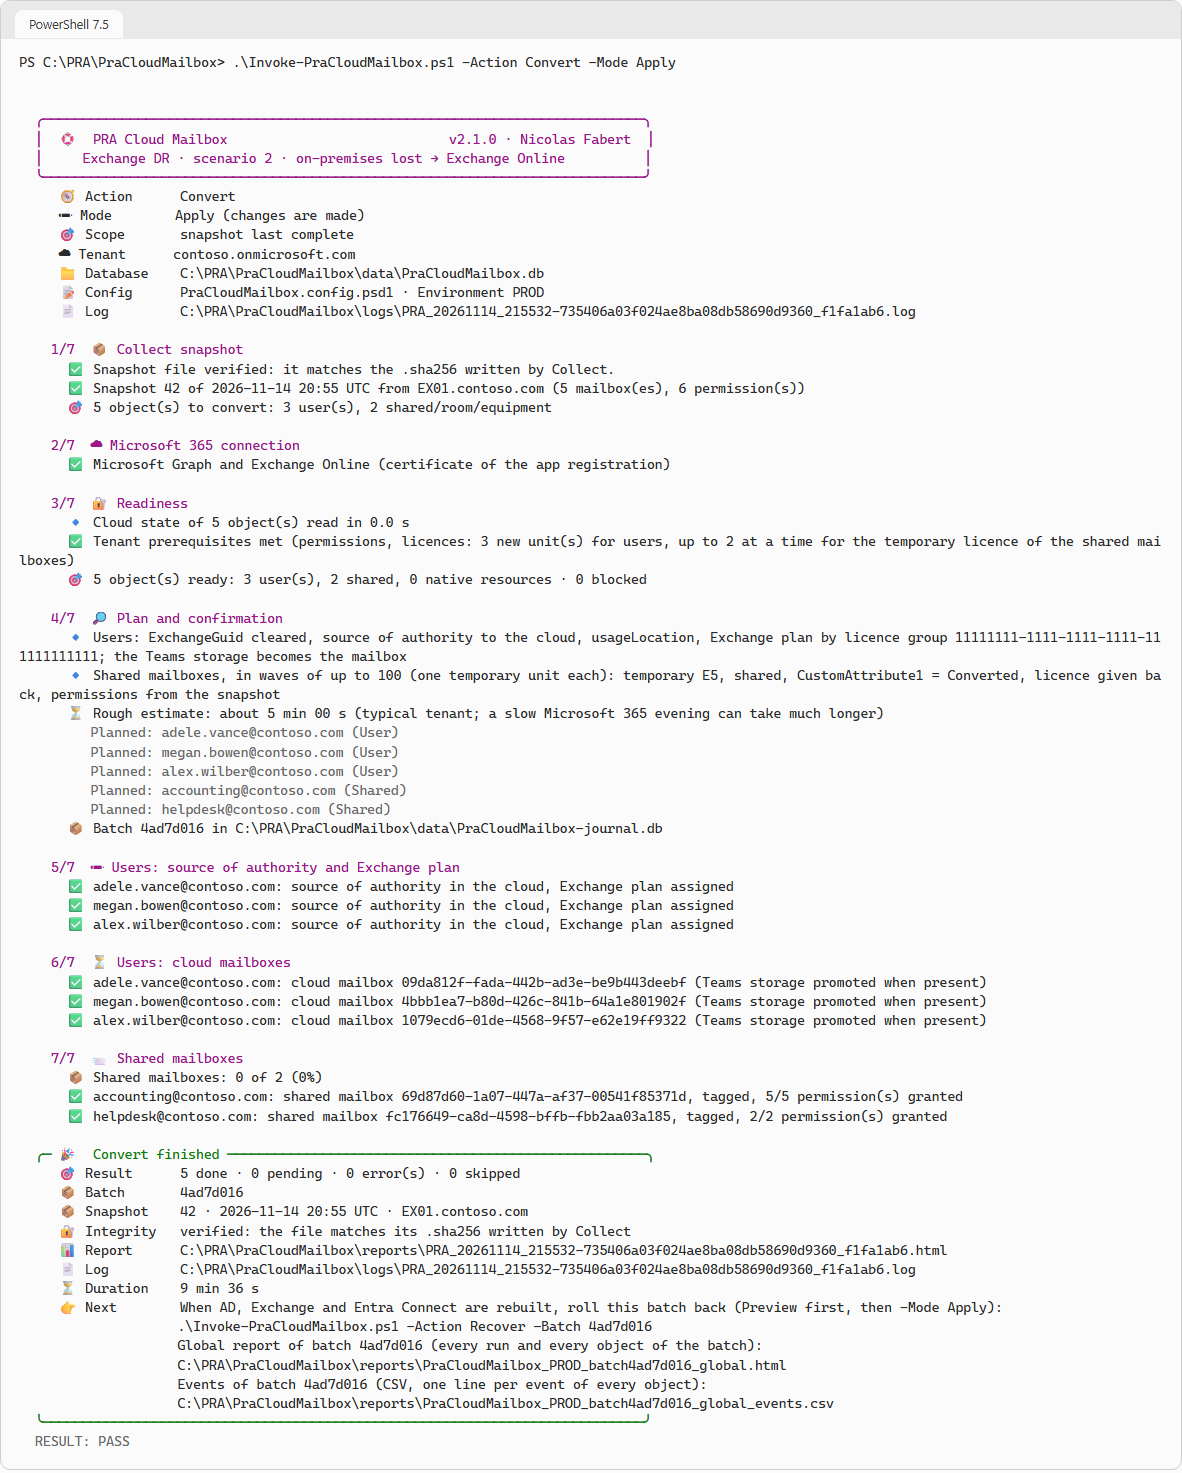 PowerShell 7.5
PS C:\PRA\PraCloudMailbox> .\Invoke-PraCloudMailbox.ps1 -Action Convert -Mode Apply
PRA Cloud Mailbox v2.1.0 · Nicolas Fabert
Exchange DR · scenario 2 · on-premises lost → Exchange Online
Action Convert
Mode Apply (changes are made)
Scope snapshot last complete
Tenant contoso.onmicrosoft.com
Database C:\PRA\PraCloudMailbox\data\PraCloudMailbox.db
Config PraCloudMailbox.config.psd1 · Environment PROD
Log C:\PRA\PraCloudMailbox\logs\PRA_20261114_215532-735406a03f024ae8ba08db58690d9360_f1fa1ab6.log
1/7 Collect snapshot
Snapshot file verified: it matches the .sha256 written by Collect.
Snapshot 42 of 2026-11-14 20:55 UTC from EX01.contoso.com (5 mailbox(es), 6 permission(s))
5 object(s) to convert: 3 user(s), 2 shared/room/equipment
2/7 Microsoft 365 connection
Microsoft Graph and Exchange Online (certificate of the app registration)
3/7 Readiness
Cloud state of 5 object(s) read in 0.0 s
Tenant prerequisites met (permissions, licences: 3 new unit(s) for users, up to 2 at a time for the temporary licence of the shared mai
lboxes)
5 object(s) ready: 3 user(s), 2 shared, 0 native resources · 0 blocked
4/7 Plan and confirmation
Users: ExchangeGuid cleared, source of authority to the cloud, usageLocation, Exchange plan by licence group 11111111-1111-1111-1111-11
1111111111; the Teams storage becomes the mailbox
Shared mailboxes, in waves of up to 100 (one temporary unit each): temporary E5, shared, CustomAttribute1 = Converted, licence given ba
ck, permissions from the snapshot
Rough estimate: about 5 min 00 s (typical tenant; a slow Microsoft 365 evening can take much longer)
Planned: adele.vance@contoso.com (User)
Planned: megan.bowen@contoso.com (User)
Planned: alex.wilber@contoso.com (User)
Planned: accounting@contoso.com (Shared)
Planned: helpdesk@contoso.com (Shared)
Batch 4ad7d016 in C:\PRA\PraCloudMailbox\data\PraCloudMailbox-journal.db
5/7 Users: source of authority and Exchange plan
adele.vance@contoso.com: source of authority in the cloud, Exchange plan assigned
megan.bowen@contoso.com: source of authority in the cloud, Exchange plan assigned
alex.wilber@contoso.com: source of authority in the cloud, Exchange plan assigned
6/7 Users: cloud mailboxes
adele.vance@contoso.com: cloud mailbox 09da812f-fada-442b-ad3e-be9b443deebf (Teams storage promoted when present)
megan.bowen@contoso.com: cloud mailbox 4bbb1ea7-b80d-426c-841b-64a1e801902f (Teams storage promoted when present)
alex.wilber@contoso.com: cloud mailbox 1079ecd6-01de-4568-9f57-e62e19ff9322 (Teams storage promoted when present)
7/7 Shared mailboxes
Shared mailboxes: 0 of 2 (0%)
accounting@contoso.com: shared mailbox 69d87d60-1a07-447a-af37-00541f85371d, tagged, 5/5 permission(s) granted
helpdesk@contoso.com: shared mailbox fc176649-ca8d-4598-bffb-fbb2aa03a185, tagged, 2/2 permission(s) granted
Convert finished
Result 5 done · 0 pending · 0 error(s) · 0 skipped
Batch 4ad7d016
Snapshot 42 · 2026-11-14 20:55 UTC · EX01.contoso.com
Integrity verified: the file matches its .sha256 written by Collect
Report C:\PRA\PraCloudMailbox\reports\PRA_20261114_215532-735406a03f024ae8ba08db58690d9360_f1fa1ab6.html
Log C:\PRA\PraCloudMailbox\logs\PRA_20261114_215532-735406a03f024ae8ba08db58690d9360_f1fa1ab6.log
Duration 9 min 36 s
Next When AD, Exchange and Entra Connect are rebuilt, roll this batch back (Preview first, then -Mode Apply):
.\Invoke-PraCloudMailbox.ps1 -Action Recover -Batch 4ad7d016
Global report of batch 4ad7d016 (every run and every object of the batch):
C:\PRA\PraCloudMailbox\reports\PraCloudMailbox_PROD_batch4ad7d016_global.html
Events of batch 4ad7d016 (CSV, one line per event of every object):
C:\PRA\PraCloudMailbox\reports\PraCloudMailbox_PROD_batch4ad7d016_global_events.csv
RESULT: PASS